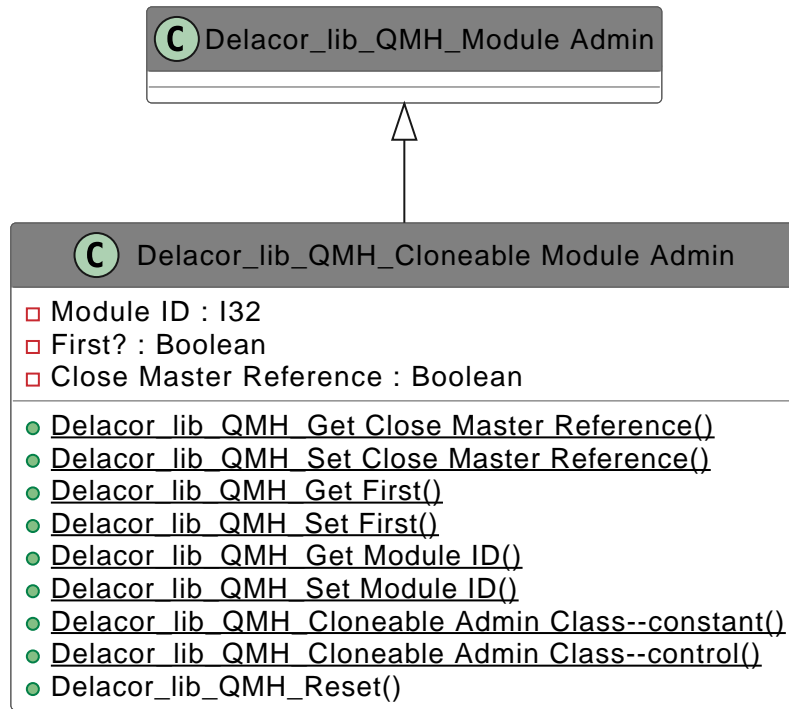 C Delacor_lib_QMH_Module Admin
C Delacor_lib_QMH_Cloneable Module Admin
Module ID : I32
First? : Boolean
Close Master Reference : Boolean
Delacor_lib_QMH_Get Close Master Reference()
Delacor_lib_QMH_Set Close Master Reference()
Delacor_lib_QMH_Get First()
Delacor_lib_QMH_Set First()
Delacor_lib_QMH_Get Module ID()
Delacor_lib_QMH_Set Module ID()
Delacor_lib_QMH_Cloneable Admin Class--constant()
Delacor_lib_QMH_Cloneable Admin Class--control()
Delacor_lib_QMH_Reset()